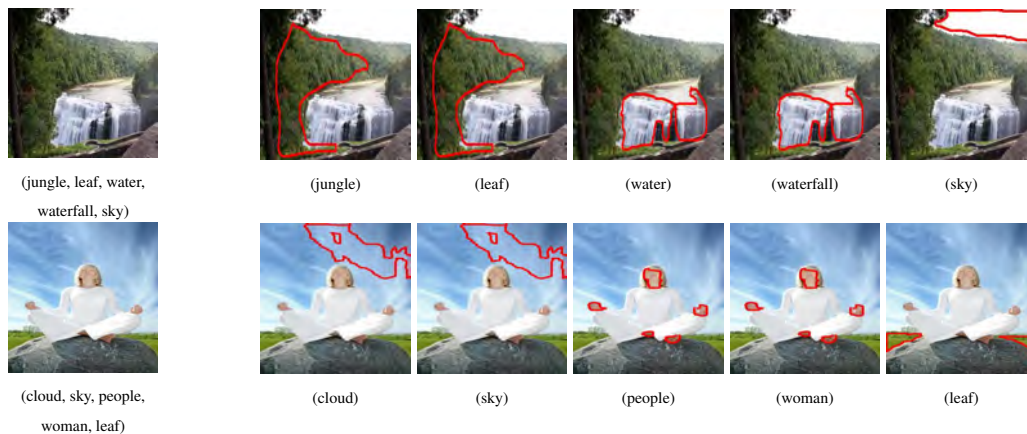 (jungle, leaf, water,
waterfall, sky)
(jungle)
(leaf)
(water)
(waterfall)
(sky)
(cloud, sky, people,
woman, leaf)
(cloud)
(sky)
(people)
(woman)
(leaf)